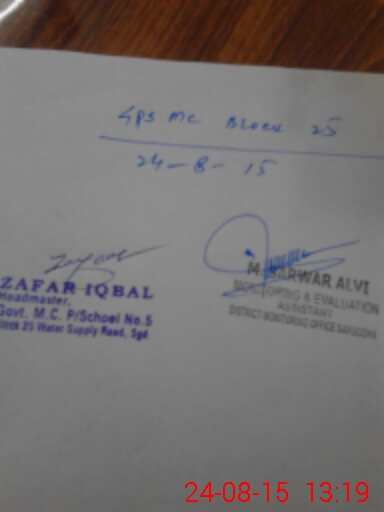 GPS MC Block 25
24-8-15
ZAFAR IQBAL
Headmaster,
Govt. M.C. P/School No.5
Block 25 Water Supply Road, Sgd
M. SARWAR ALVI
MONITORING & EVALUATION
ASSISTANT
DISTRICT MONITORING OFFICE SARGODHA
24-08-15 13:19